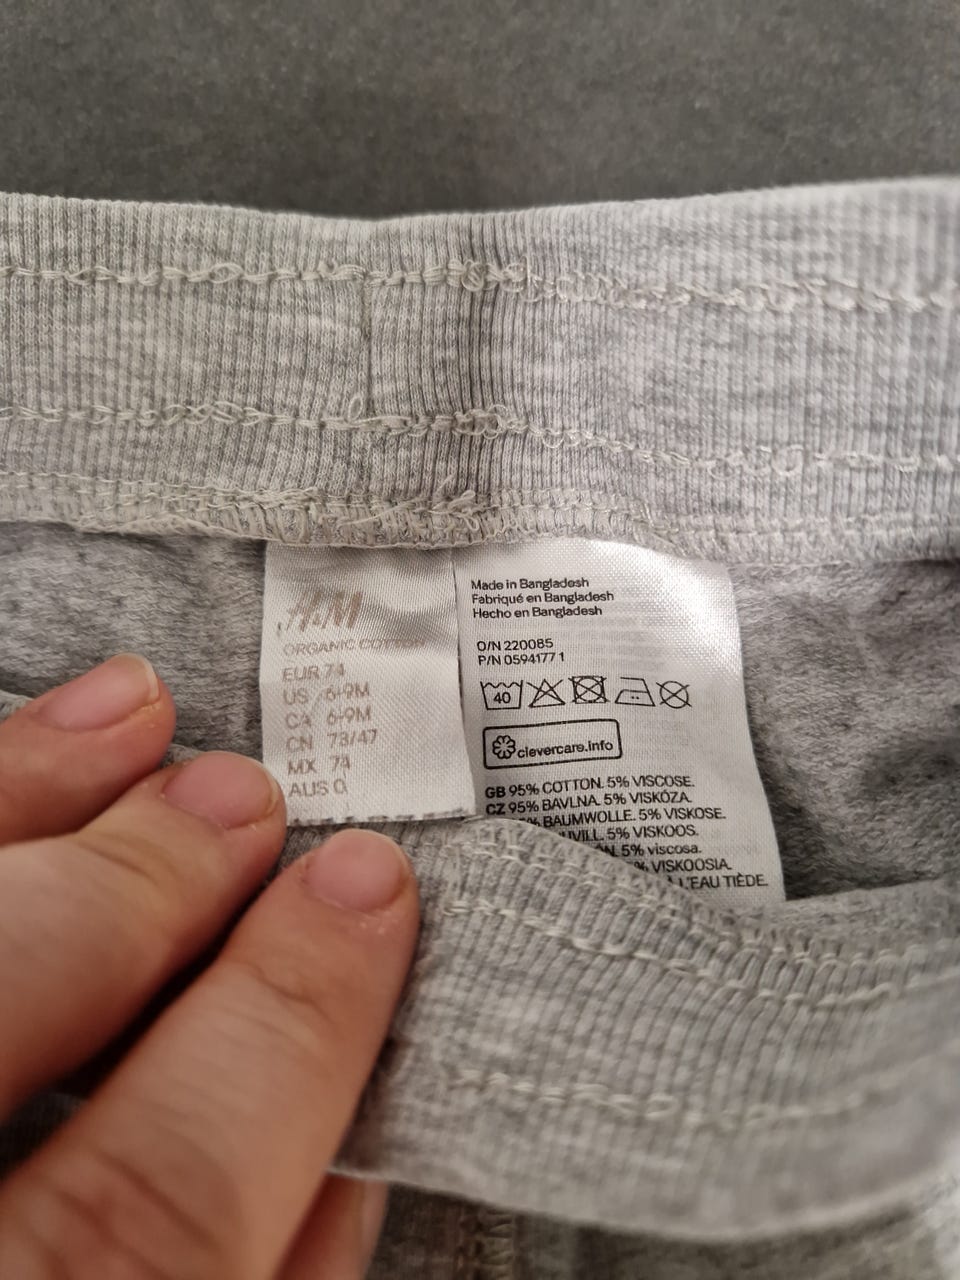 H&M
ORGANIC COTTON
EUR 74
US 6-9M
CA 6-9M
CN 73/47
MX 74
AUS 0
Made in Bangladesh
Fabriqué en Bangladesh
Hecho en Bangladesh
O/N 220085
P/N 0594177 1
40
clevercare.info
GB 95% COTTON. 5% VISCOSE.
CZ 95% BAVLNA. 5% VISKÓZA.
% BAUMWOLLE. 5% VISKOSE.
5% VISKOOS.
5% viscosa.
% VISKOOSIA.
L'EAU TIÈDE.